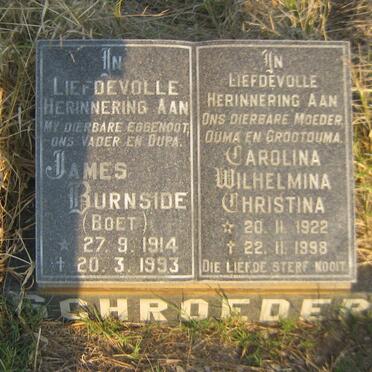 In
Liefdevolle
Herinnering Aan
My dierbare eggenoot,
ons Vader en Oupa.
James
Burnside
(Boet)
☆ 27.9.1914
† 20.3.1993
In
Liefdevolle
Herinnering Aan
Ons dierbare Moeder,
Ouma en Grootouma.
Carolina
Wilhelmina
Christina
☆ 20.11.1922
† 22.11.1998
Die Liefde sterf nooit.
SCHROEDER